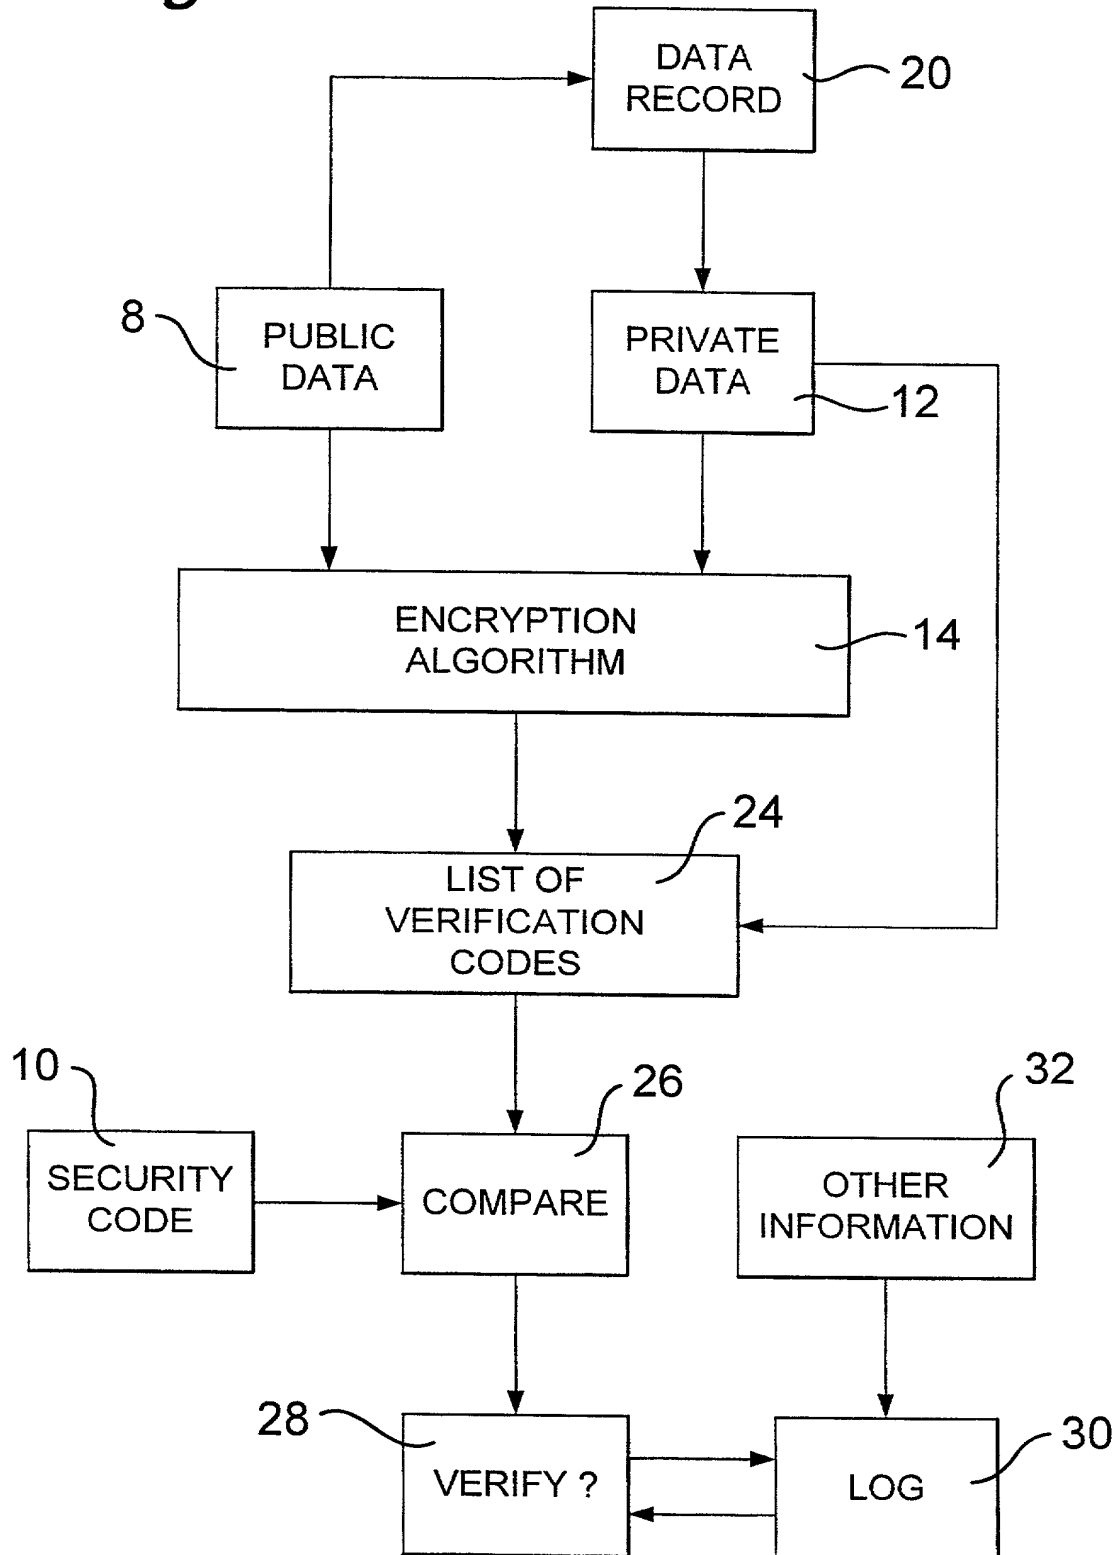 DATA
RECORD
20
8
PUBLIC
DATA
PRIVATE
DATA
12
ENCRYPTION
ALGORITHM
14
24
LIST OF
VERIFICATION
CODES
10
26
32
SECURITY
CODE
COMPARE
OTHER
INFORMATION
28
VERIFY ?
LOG
30